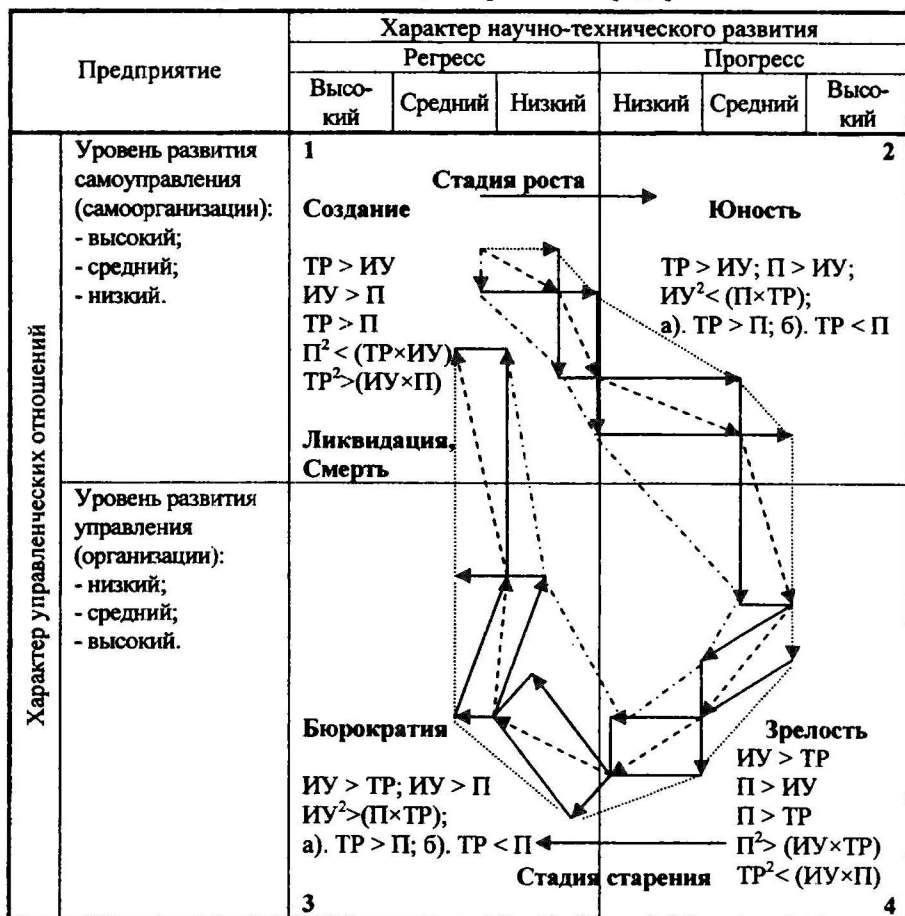 Характер научно-технического развития
Предприятие
Регресс
Прогресс
Высо-
кий
Средний
Низкий
Низкий
Средний
Высо-
кий
Характер управленческих отношений
Уровень развития
самоуправления
(самоорганизации):
- высокий;
- средний;
- низкий.
1
2
Стадия роста
Создание
Юность
ТР > ИУ
ИУ > П
ТР > П
П² < (ТР×ИУ)
ТР²>(ИУ×П)
ТР > ИУ; П > ИУ;
ИУ²< (П×ТР);
а). ТР > П; б). ТР < П
Ликвидация,
Смерть
Уровень развития
управления
(организации):
- низкий;
- средний;
- высокий.
Бюрократия
ИУ > ТР; ИУ > П
ИУ²>(П×ТР);
а). ТР > П; б). ТР < П
Зрелость
ИУ > ТР
П > ИУ
П > ТР
П²> (ИУ×ТР)
ТР²< (ИУ×П)
Стадия старения
3
4